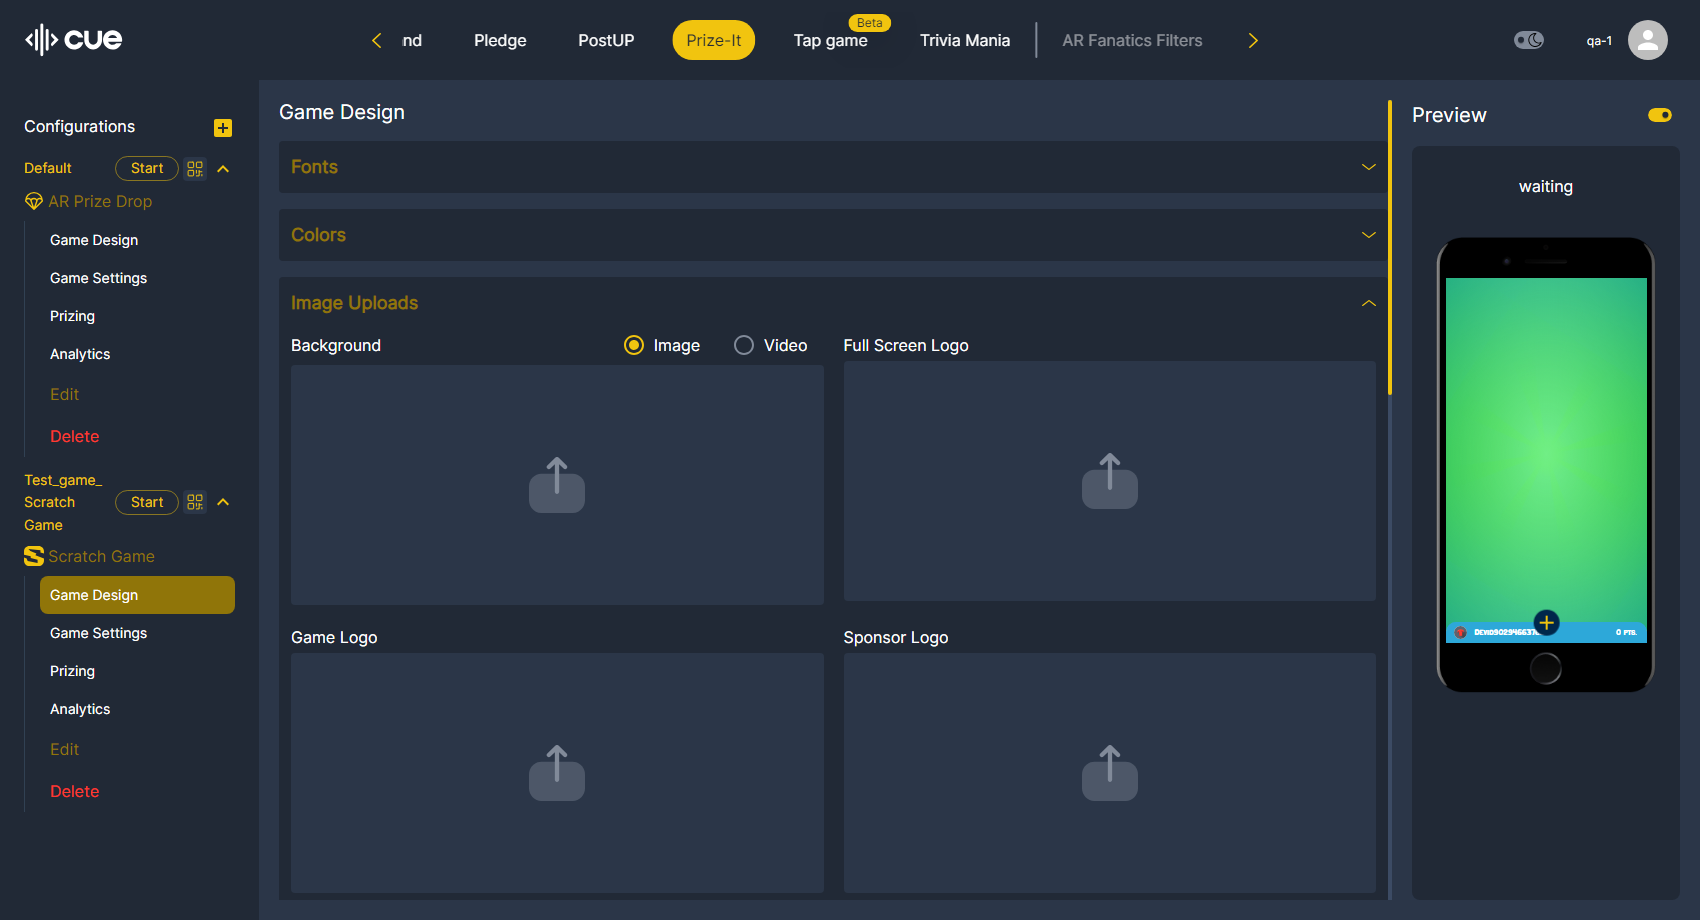 cue
nd
Pledge
PostUP
Prize-It
Beta
Tap game
Trivia Mania
AR Fanatics Filters
qa-1
Configurations
Default
Start
AR Prize Drop
Game Design
Game Settings
Prizing
Analytics
Edit
Delete
Test_game_
Scratch
Game
Start
Scratch Game
Game Design
Game Settings
Prizing
Analytics
Edit
Delete
Game Design
Fonts
Colors
Image Uploads
Background
Image
Video
Full Screen Logo
Game Logo
Sponsor Logo
Preview
waiting
0 PTS.